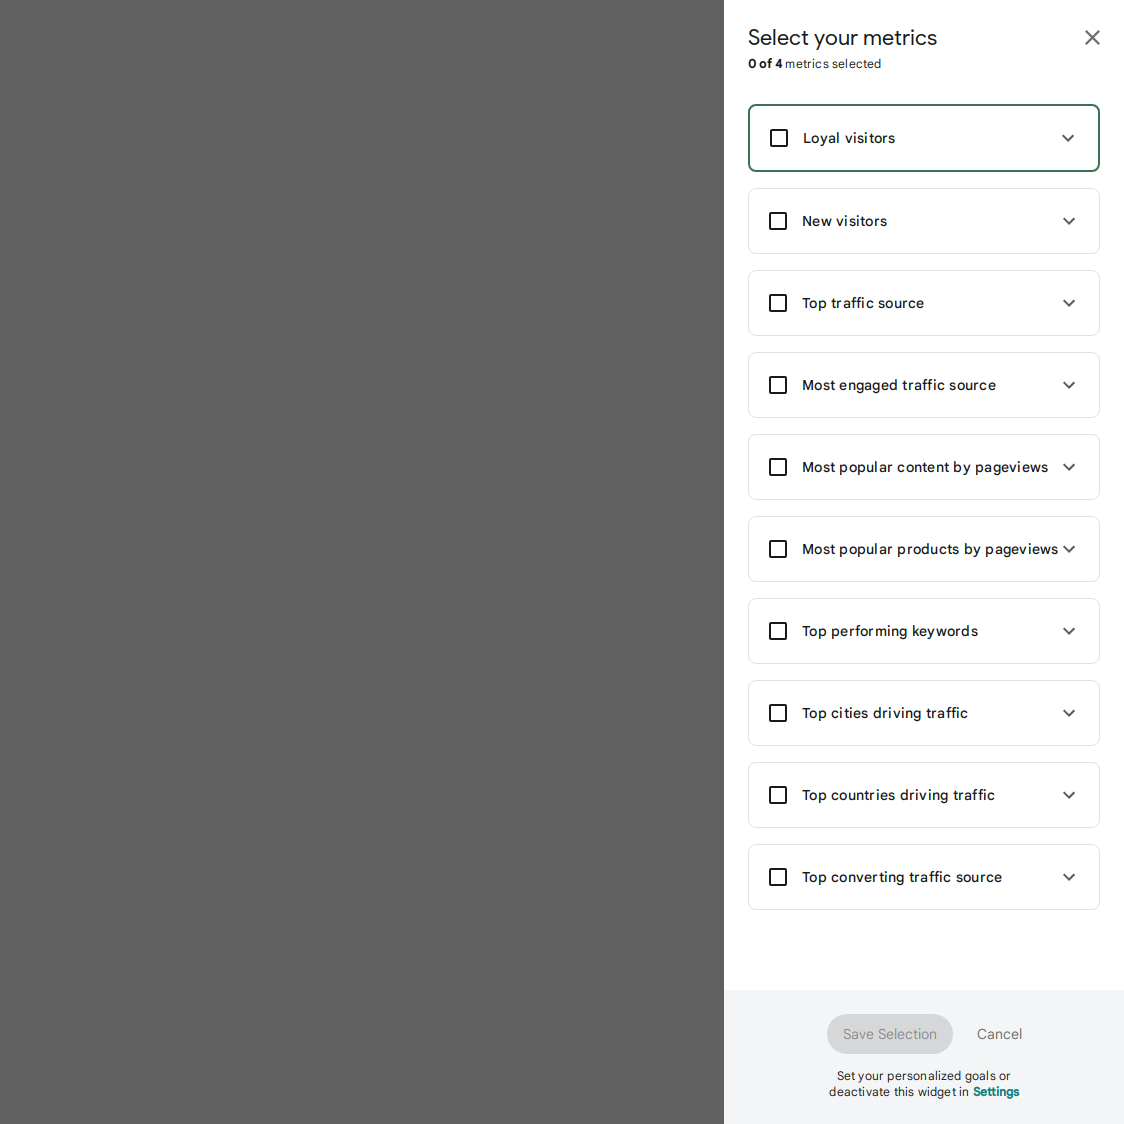 Select your metrics
0 of 4 metrics selected
Loyal visitors
New visitors
Top traffic source
Most engaged traffic source
Most popular content by pageviews
Most popular products by pageviews
Top performing keywords
Top cities driving traffic
Top countries driving traffic
Top converting traffic source
Save Selection
Cancel
Set your personalized goals or
deactivate this widget in Settings